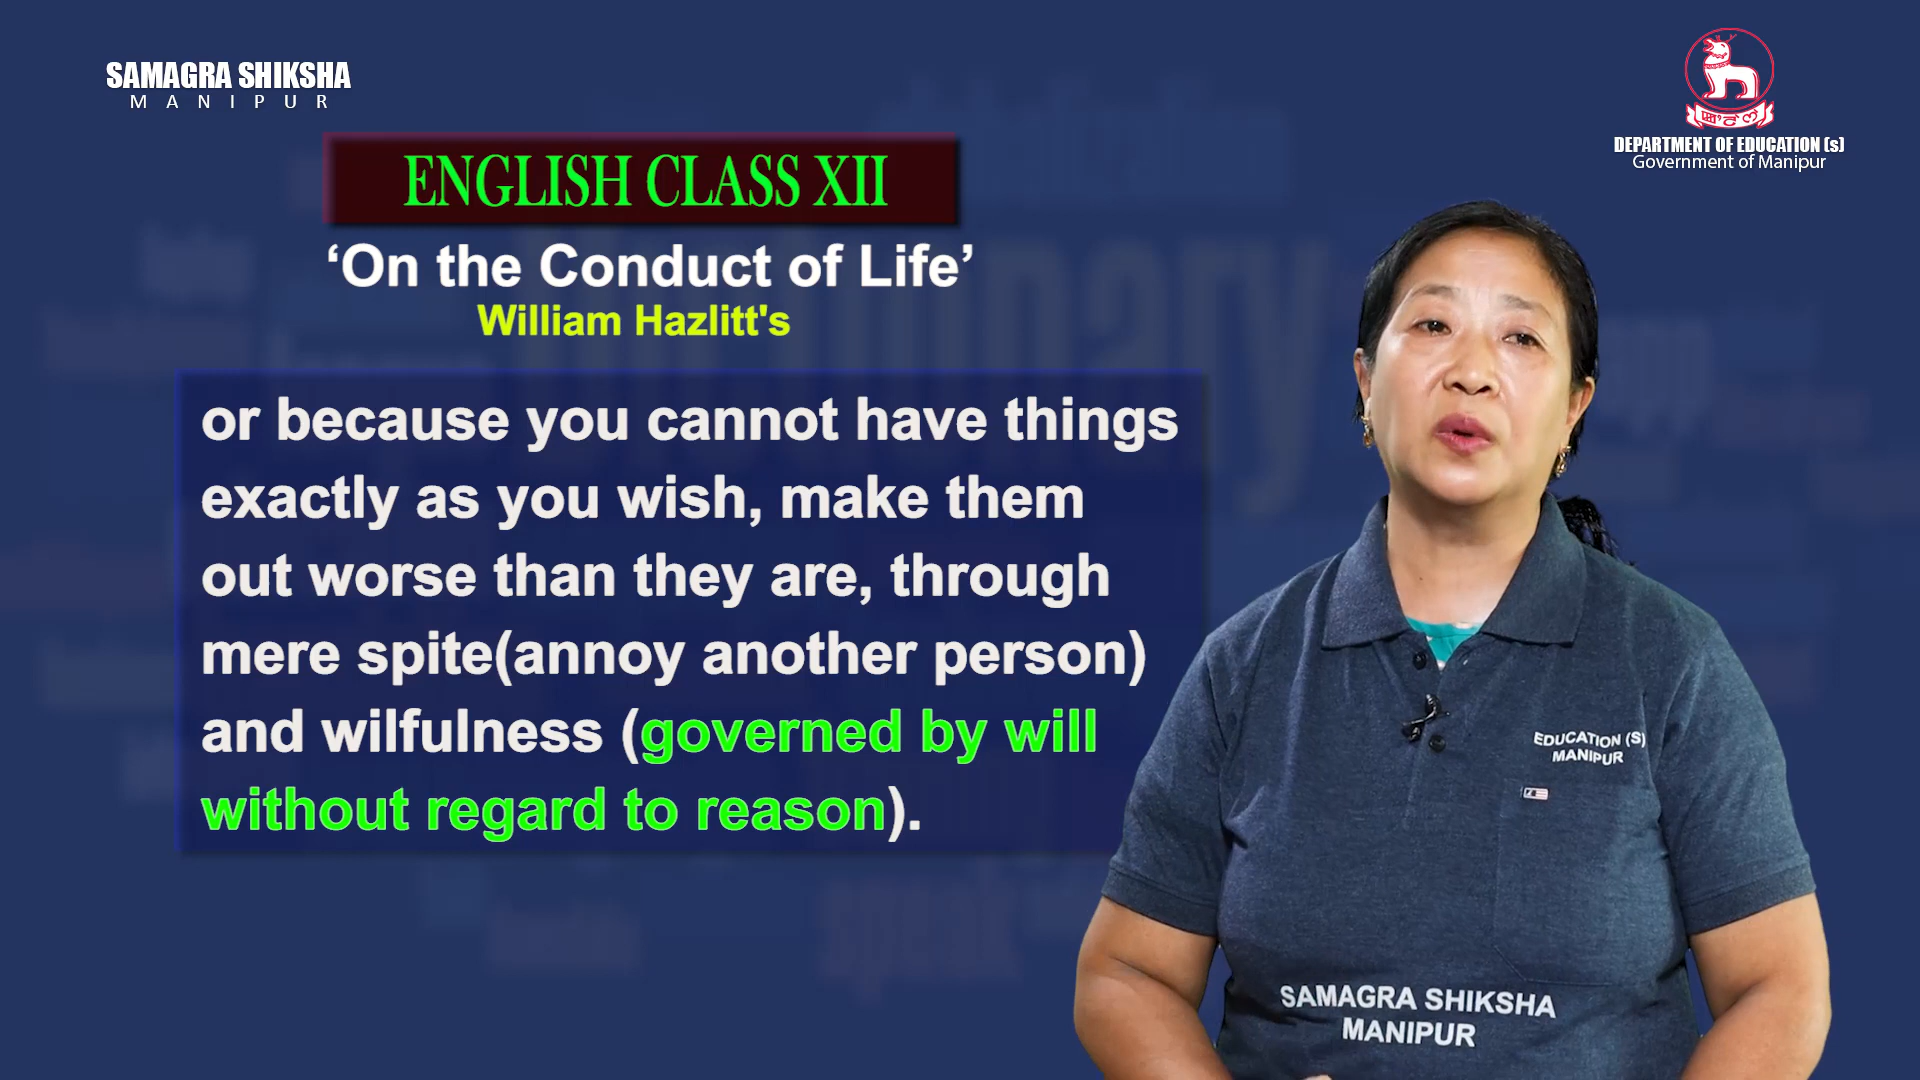 SAMAGRA SHIKSHA
MANIPUR
DEPARTMENT OF EDUCATION (s)
Government of Manipur
ENGLISH CLASS XII
‘On the Conduct of Life’
William Hazlitt's
or because you cannot have things
exactly as you wish, make them
out worse than they are, through
mere spite(annoy another person)
and wilfulness (governed by will
without regard to reason).
EDUCATION (S)
MANIPUR
SAMAGRA SHIKSHA
MANIPUR
speak